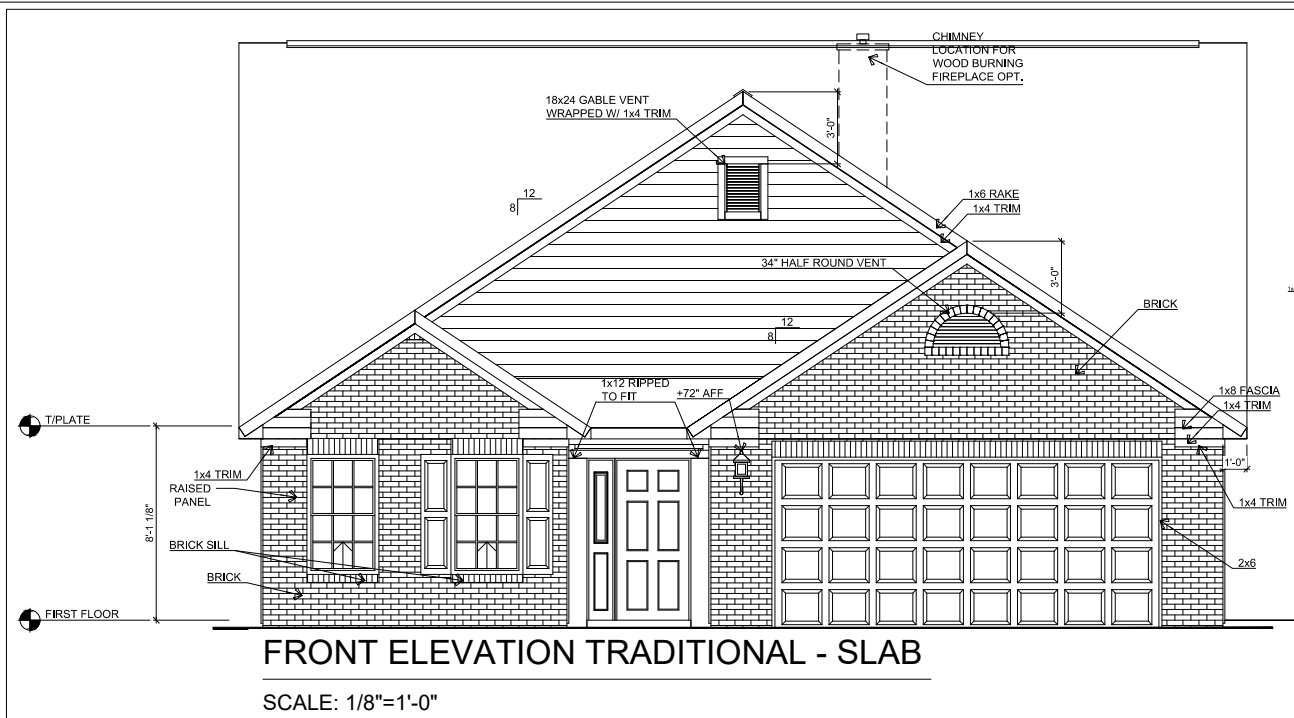 CHIMNEY
LOCATION FOR
WOOD BURNING
FIREPLACE OPT.
18x24 GABLE VENT
WRAPPED W/ 1x4 TRIM
3'-0"
12
8
1x6 RAKE
1x4 TRIM
34" HALF ROUND VENT
3'-0"
BRICK
12
8
1x12 RIPPED
TO FIT
+72" AFF
1x8 FASCIA
1x4 TRIM
T/PLATE
1'-0"
1x4 TRIM
RAISED
PANEL
1x4 TRIM
8'-1 1/8"
BRICK SILL
2x6
BRICK
FIRST FLOOR
FRONT ELEVATION TRADITIONAL - SLAB
SCALE: 1/8"=1'-0"